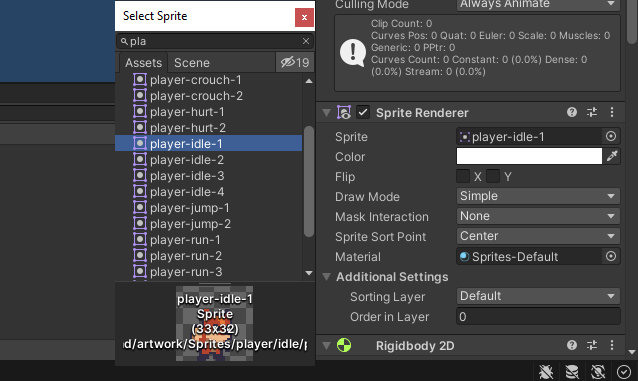 Select Sprite
x
pla
Assets
Scene
19
player-crouch-1
player-crouch-2
player-hurt-1
player-hurt-2
player-idle-1
player-idle-2
player-idle-3
player-idle-4
player-jump-1
player-jump-2
player-run-1
player-run-2
player-run-3
player-idle-1
Sprite
(33x32)
d/artwork/Sprites/player/idle/p
Culling Mode
Always Animate
Clip Count: 0
Curves Pos: 0 Quat: 0 Euler: 0 Scale: 0 Muscles: 0
Generic: 0 PPtr: 0
Curves Count: 0 Constant: 0 (0.0%) Dense: 0
(0.0%) Stream: 0 (0.0%)
Sprite Renderer
Sprite
player-idle-1
Color
Flip
X
Y
Draw Mode
Simple
Mask Interaction
None
Sprite Sort Point
Center
Material
Sprites-Default
Additional Settings
Sorting Layer
Default
Order in Layer
0
Rigidbody 2D